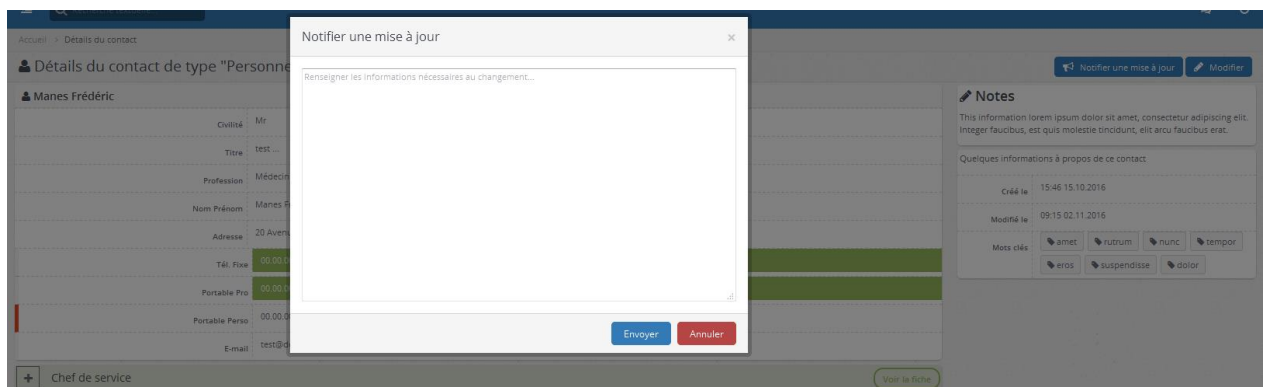 Accueil > Détails du contact
Détails du contact de type "Personne
Notifier une mise à jour
Modifier
Manes Frédéric
Civilité Mr
Titre test ...
Profession Médecin
Nom Prénom Manes
Adresse 20
Tél. Fixe
Portable Pro
Portable Perso
E-mail
+ Chef de service
Voir la fiche
Notifier une mise à jour ×
Renseigner les informations nécessaires au changement...
Envoyer Annuler
Notes
This information lorem ipsum dolor sit amet, consectetur adipiscing elit.
Integer faucibus, est quis molestie tincidunt, elit arcu faucibus erat.
Quelques informations à propos de ce contact
Créé le 15:46 15.10.2016
Modifié le 09:15 02.11.2016
Mots clés amet rutrum nunc tempor
eros suspendisse dolor